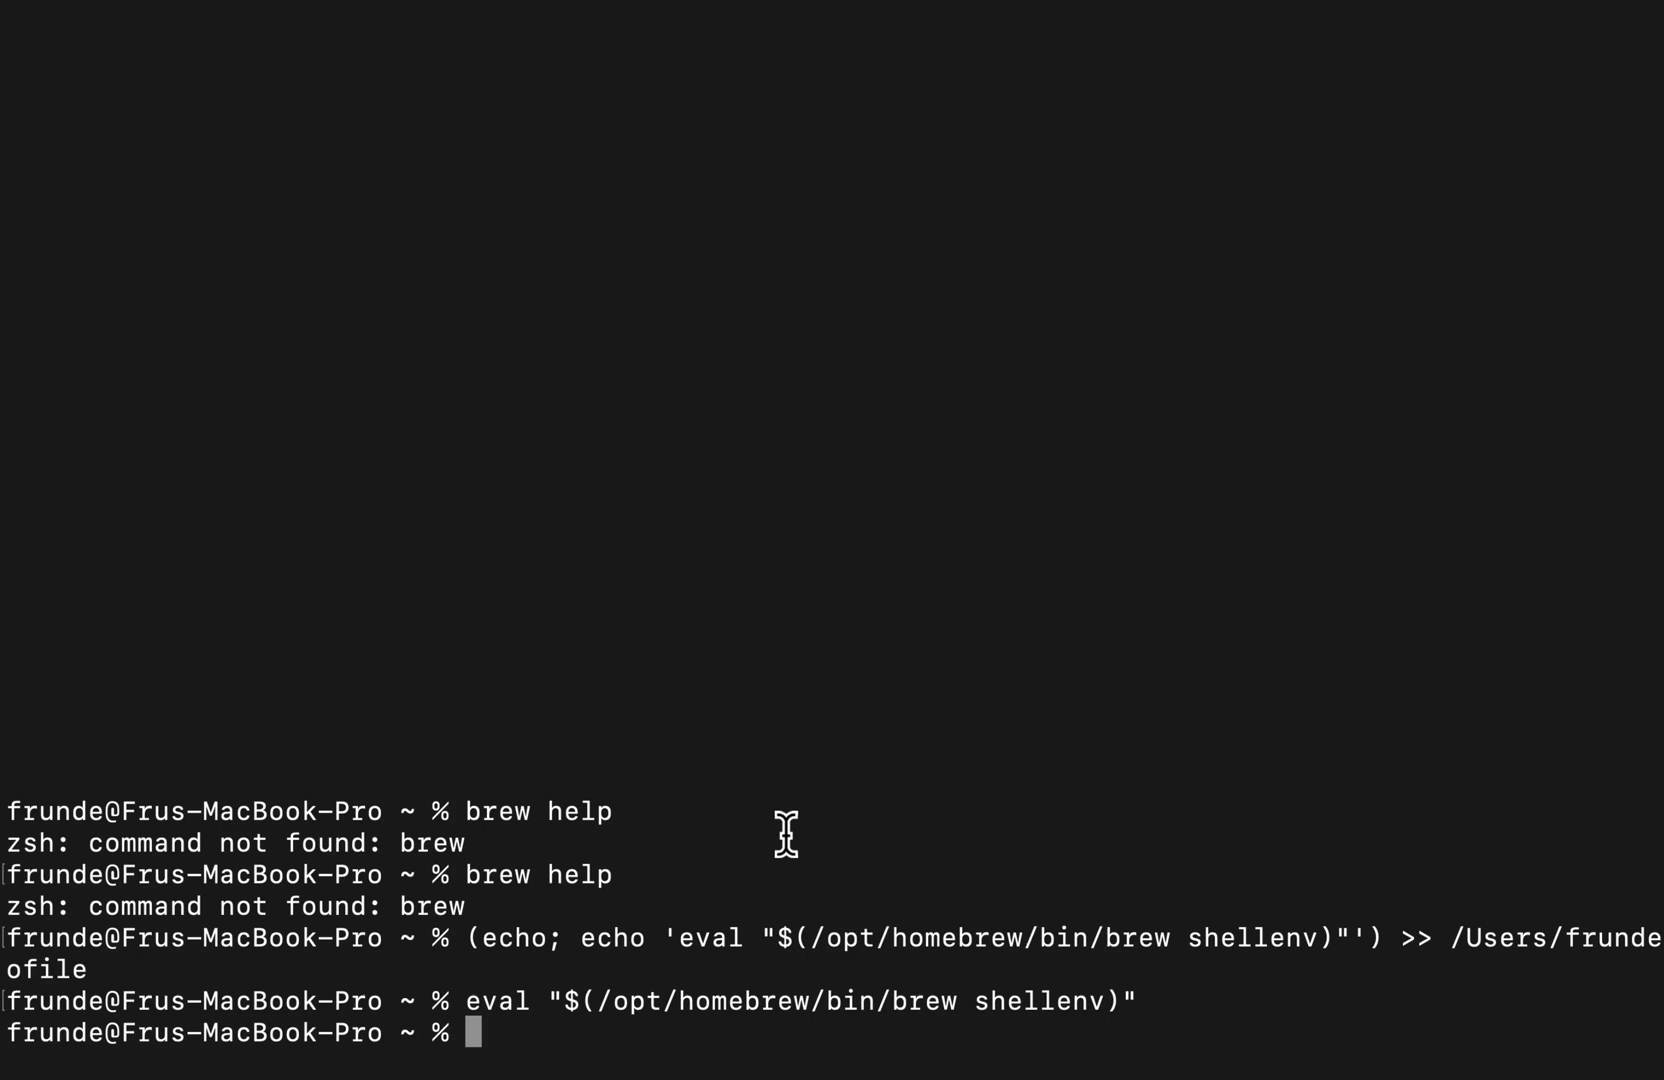 frunde@Frus-MacBook-Pro ~ % brew help
zsh: command not found: brew
[frunde@Frus-MacBook-Pro ~ % brew help
zsh: command not found: brew
[frunde@Frus-MacBook-Pro ~ % (echo; echo 'eval "$(/opt/homebrew/bin/brew shellenv)"') >> /Users/frunde
ofile
[frunde@Frus-MacBook-Pro ~ % eval "$(/opt/homebrew/bin/brew shellenv)"
frunde@Frus-MacBook-Pro ~ %